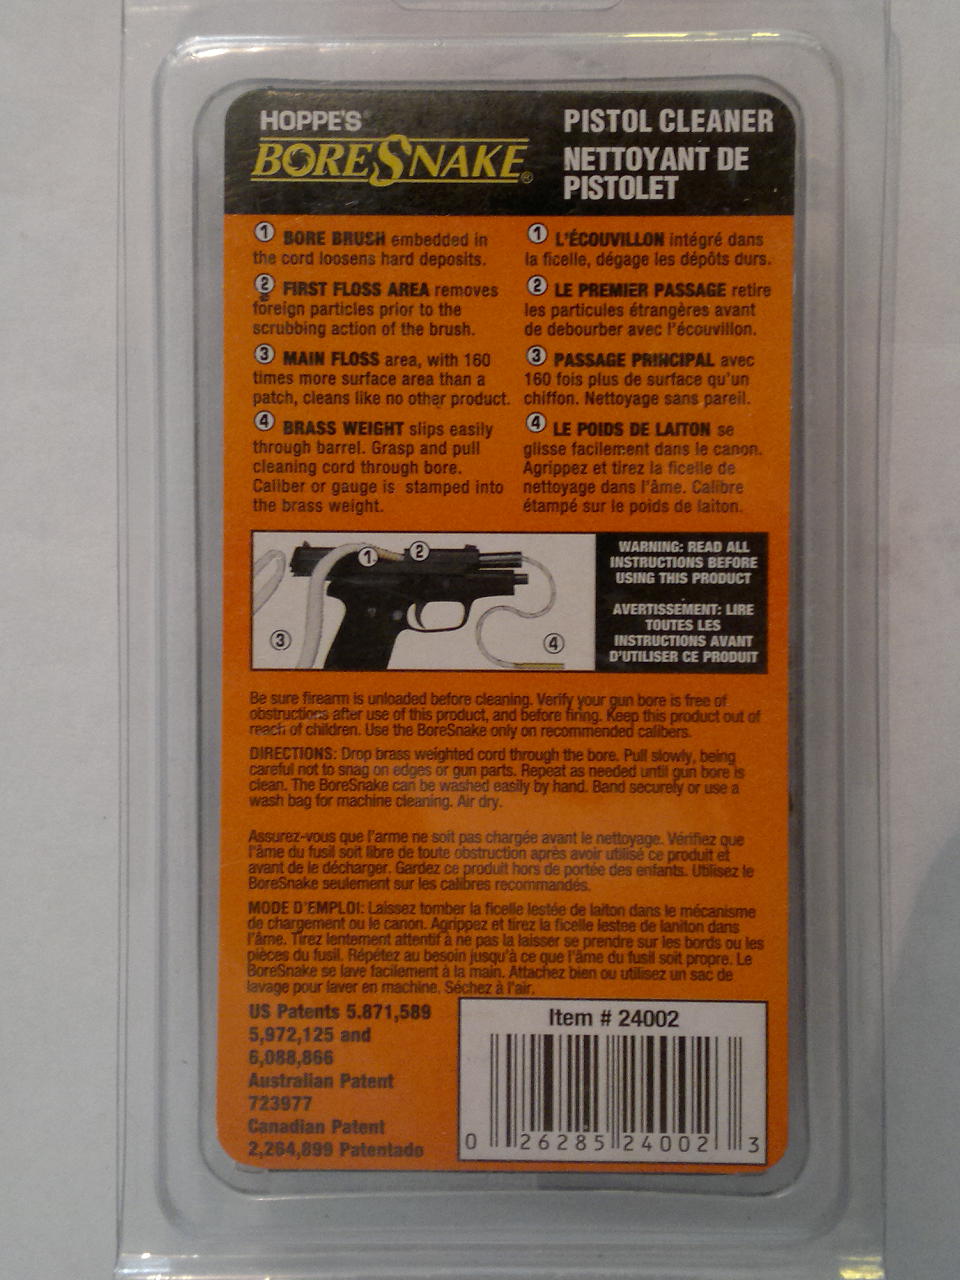 HOPPE'S®
BORESNAKE®
PISTOL CLEANER
NETTOYANT DE
PISTOLET
1 BORE BRUSH embedded in
the cord loosens hard deposits.
2 FIRST FLOSS AREA removes
foreign particles prior to the
scrubbing action of the brush.
3 MAIN FLOSS area, with 160
times more surface area than a
patch, cleans like no other product.
4 BRASS WEIGHT slips easily
through barrel. Grasp and pull
cleaning cord through bore.
Caliber or gauge is stamped into
the brass weight.
1 L'ÉCOUVILLON intégré dans
la ficelle, dégage les dépôts durs.
2 LE PREMIER PASSAGE retire
les particules étrangères avant
de debourber avec l'écouvillon.
3 PASSAGE PRINCIPAL avec
160 fois plus de surface qu'un
chiffon. Nettoyage sans pareil.
4 LE POIDS DE LAITON se
glisse facilement dans le canon.
Agrippez et tirez la ficelle de
nettoyage dans l'âme. Calibre
étampé sur le poids de laiton.
1 2
3 4
WARNING: READ ALL
INSTRUCTIONS BEFORE
USING THIS PRODUCT
AVERTISSEMENT: LIRE
TOUTES LES
INSTRUCTIONS AVANT
D'UTILISER CE PRODUIT
Be sure firearm is unloaded before cleaning. Verify your gun bore is free of
obstructions after use of this product, and before firing. Keep this product out of
reach of children. Use the BoreSnake only on recommended calibers.
DIRECTIONS: Drop brass weighted cord through the bore. Pull slowly, being
careful not to snag on edges or gun parts. Repeat as needed until gun bore is
clean. The BoreSnake can be washed easily by hand. Band securely or use a
wash bag for machine cleaning. Air dry.
Assurez-vous que l'arme ne soit pas chargée avant le nettoyage. Vérifiez que
l'âme du fusil soit libre de toute obstruction après avoir utilisé ce produit et
avant de le décharger. Gardez ce produit hors de portée des enfants. Utilisez le
BoreSnake seulement sur les calibres recommandés.
MODE D'EMPLOI: Laissez tomber la ficelle lestée de laiton dans le mécanisme
de chargement ou le canon. Agrippez et tirez la ficelle lestee de laniton dans
l'âme. Tirez lentement attentif à ne pas la laisser se prendre sur les bords ou les
pièces du fusil. Répétez au besoin jusqu'à ce que l'âme du fusil soit propre. Le
BoreSnake se lave facilement à la main. Attachez bien ou utilisez un sac de
lavage pour laver en machine. Séchez à l'air.
US Patents 5.871,589
5,972,125 and
6,088,866
Australian Patent
723977
Canadian Patent
2,264,899 Patentado
Item # 24002
0 26285 24002 3